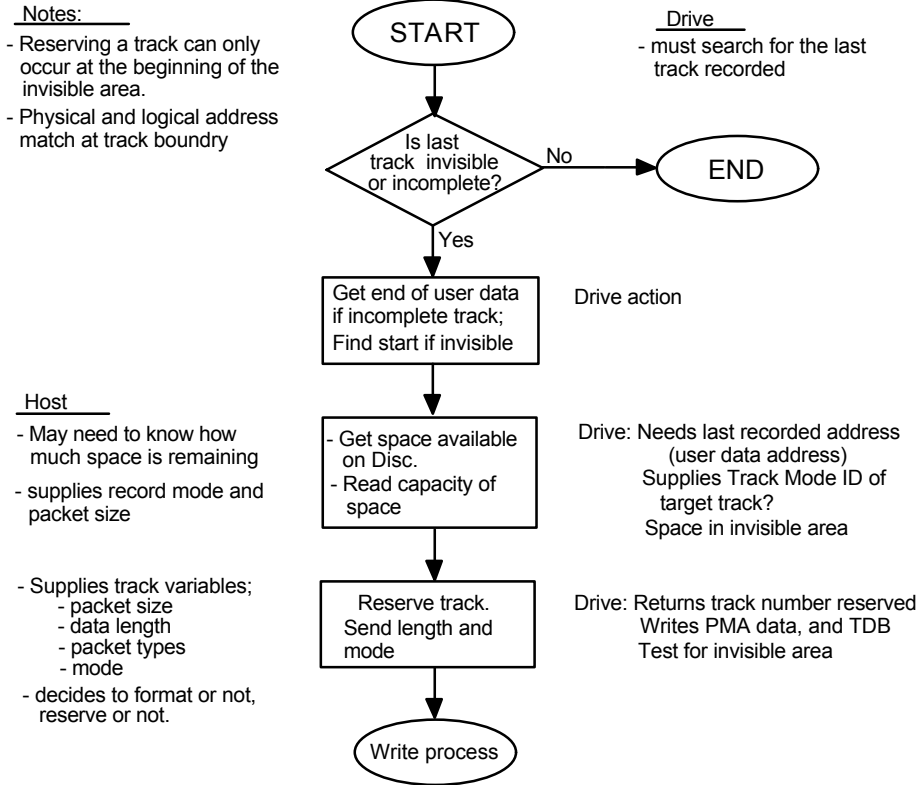 Notes:
- Reserving a track can only
occur at the beginning of the
invisible area.
- Physical and logical address
match at track boundry
START
Drive
- must search for the last
track recorded
Is last
track invisible
or incomplete?
No
END
Yes
Get end of user data
if incomplete track;
Find start if invisible
Drive action
Host
- May need to know how
much space is remaining
- supplies record mode and
packet size
- Get space available
on Disc.
- Read capacity of
space
Drive: Needs last recorded address
(user data address)
Supplies Track Mode ID of
target track?
Space in invisible area
- Supplies track variables;
- packet size
- data length
- packet types
- mode
- decides to format or not,
reserve or not.
Reserve track.
Send length and
mode
Drive: Returns track number reserved
Writes PMA data, and TDB
Test for invisible area
Write process